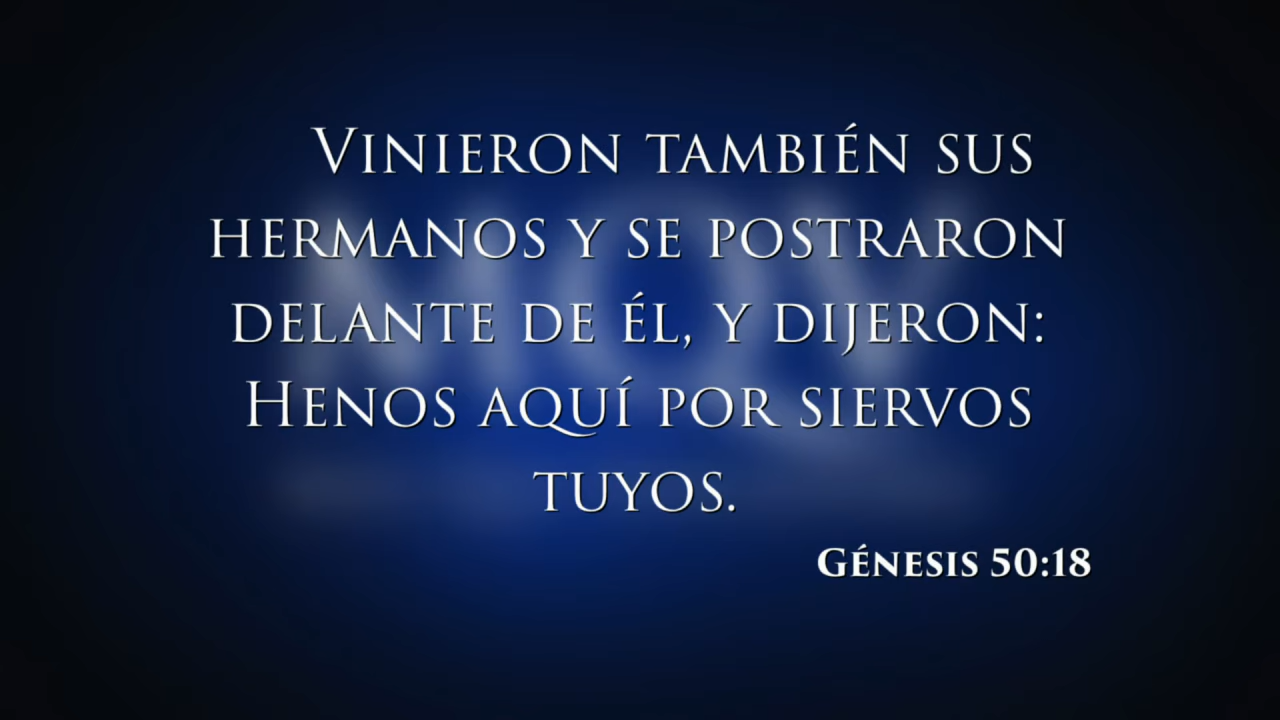 Vinieron también sus
hermanos y se postraron
delante de él, y dijeron:
Henos aquí por siervos
tuyos.
Génesis 50:18